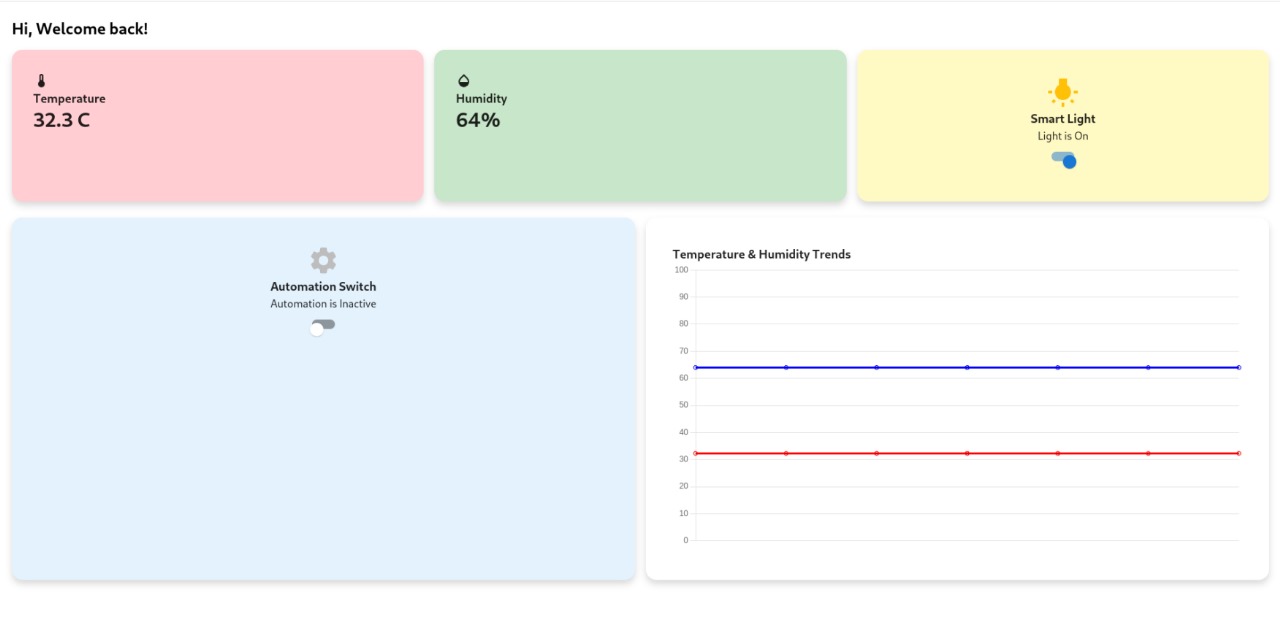 Hi, Welcome back!
Temperature
32.3 C
Humidity
64%
Smart Light
Light is On
Automation Switch
Automation is Inactive
Temperature & Humidity Trends
100
90
80
70
60
50
40
30
20
10
0